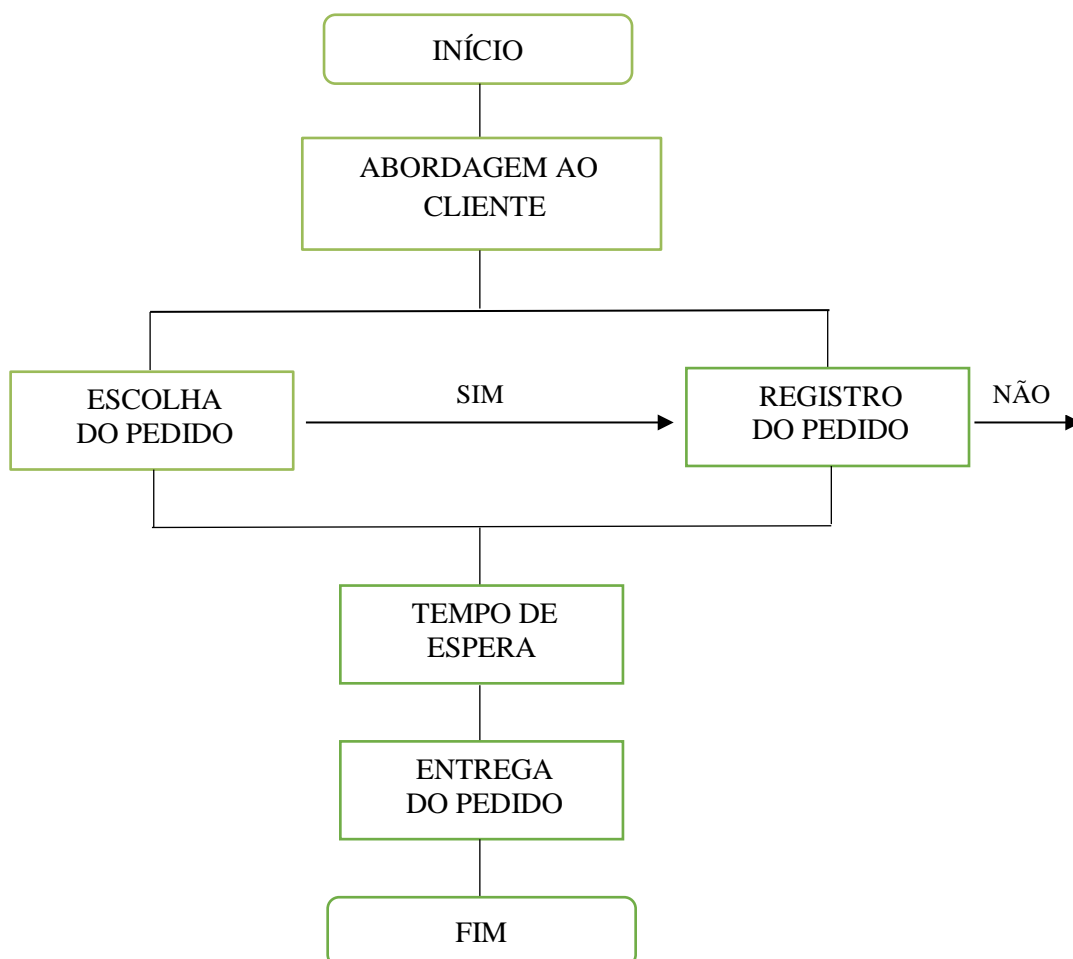 INÍCIO
ABORDAGEM AO
CLIENTE
ESCOLHA
DO PEDIDO
SIM
REGISTRO
DO PEDIDO
NÃO
TEMPO DE
ESPERA
ENTREGA
DO PEDIDO
FIM